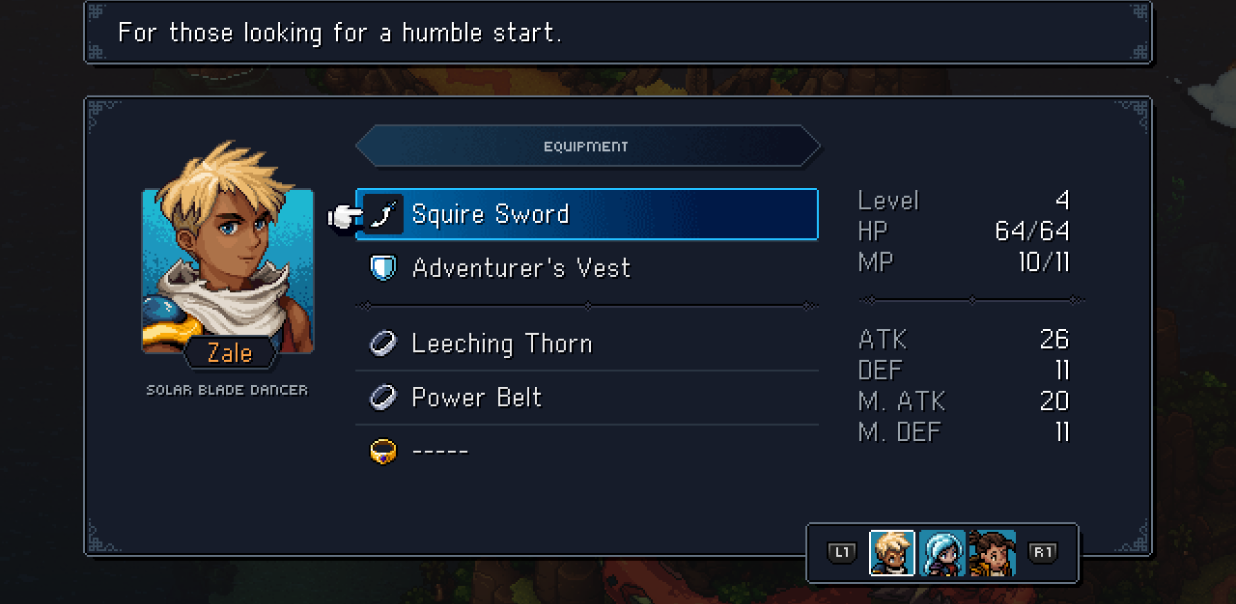 For those looking for a humble start.
EQUIPMENT
Squire Sword
Adventurer's Vest
Leeching Thorn
Power Belt
-----
Zale
SOLAR BLADE DANCER
Level 4
HP 64/64
MP 10/11
ATK 26
DEF 11
M. ATK 20
M. DEF 11
L1 R1